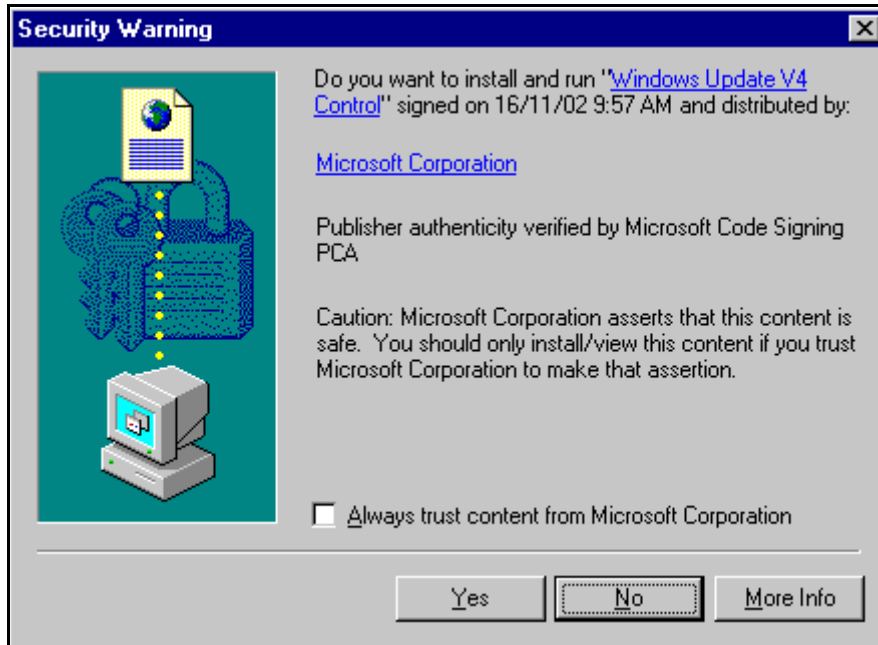 Security Warning
Do you want to install and run "Windows Update V4
Control" signed on 16/11/02 9:57 AM and distributed by:
Microsoft Corporation
Publisher authenticity verified by Microsoft Code Signing
PCA
Caution: Microsoft Corporation asserts that this content is
safe.  You should only install/view this content if you trust
Microsoft Corporation to make that assertion.
Always trust content from Microsoft Corporation
Yes No More Info